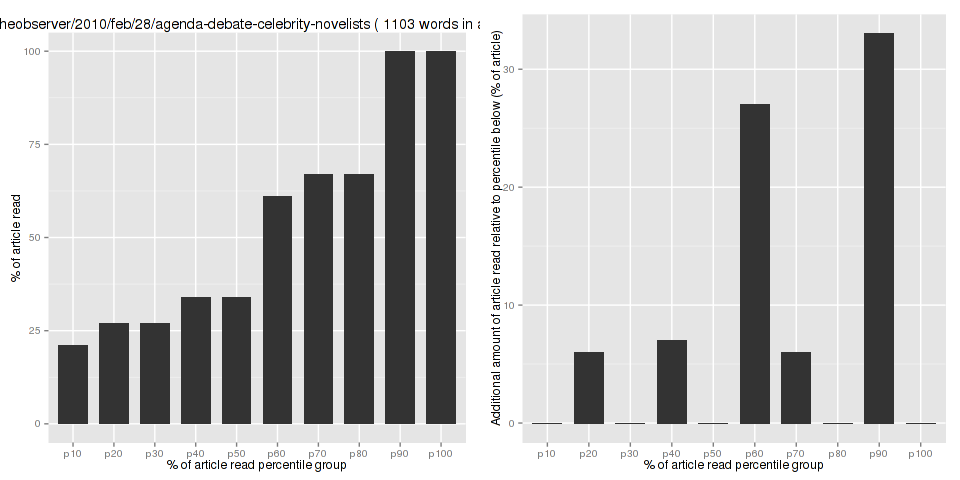 heobserver/2010/feb/28/agenda-debate-celebrity-novelists ( 1103 words in
% of article read
100
75
50
25
0
p10 p20 p30 p40 p50 p60 p70 p80 p90 p100
% of article read percentile group
Additional amount of article read relative to percentile below (% of article)
30
20
10
0
p10 p20 p30 p40 p50 p60 p70 p80 p90 p100
% of article read percentile group